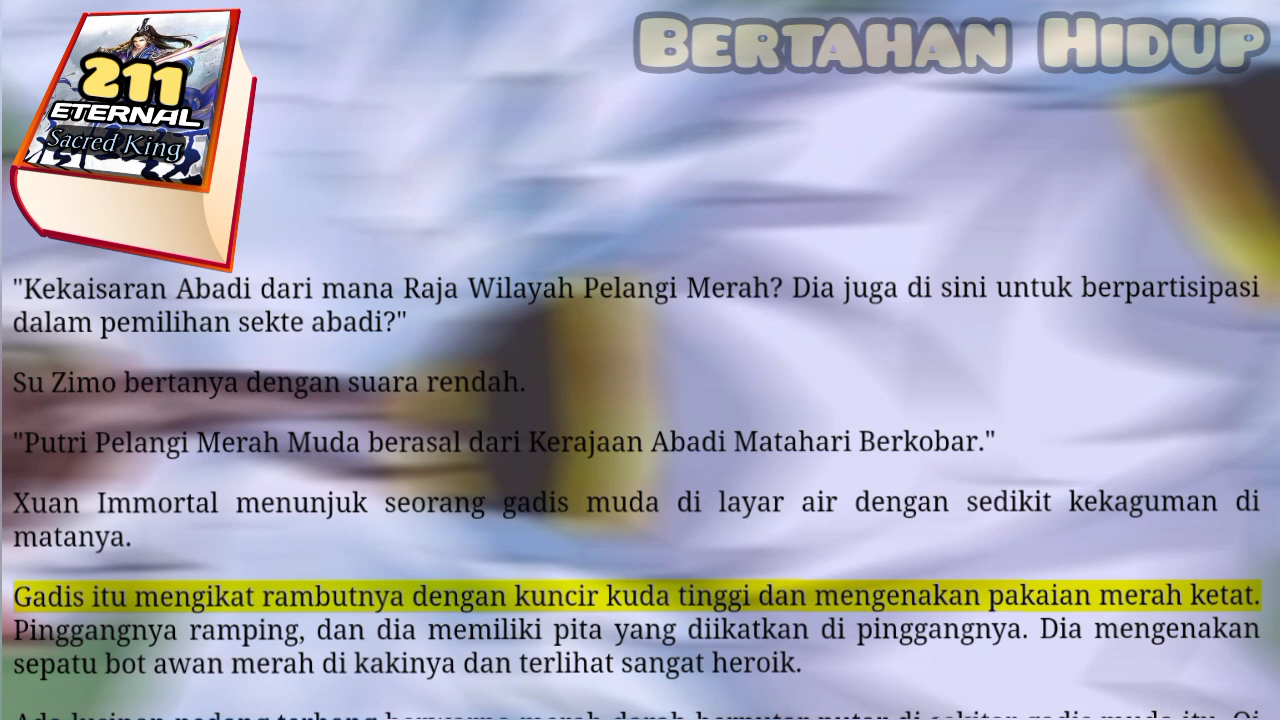 BERTAHAN HIDUP
211
ETERNAL
Sacred King
"Kekaisaran Abadi dari mana Raja Wilayah Pelangi Merah? Dia juga di sini untuk berpartisipasi
dalam pemilihan sekte abadi?"
Su Zimo bertanya dengan suara rendah.
"Putri Pelangi Merah Muda berasal dari Kerajaan Abadi Matahari Berkobar."
Xuan Immortal menunjuk seorang gadis muda di layar air dengan sedikit kekaguman di
matanya.
Gadis itu mengikat rambutnya dengan kuncir kuda tinggi dan mengenakan pakaian merah ketat.
Pinggangnya ramping, dan dia memiliki pita yang diikatkan di pinggangnya. Dia mengenakan
sepatu bot awan merah di kakinya dan terlihat sangat heroik.